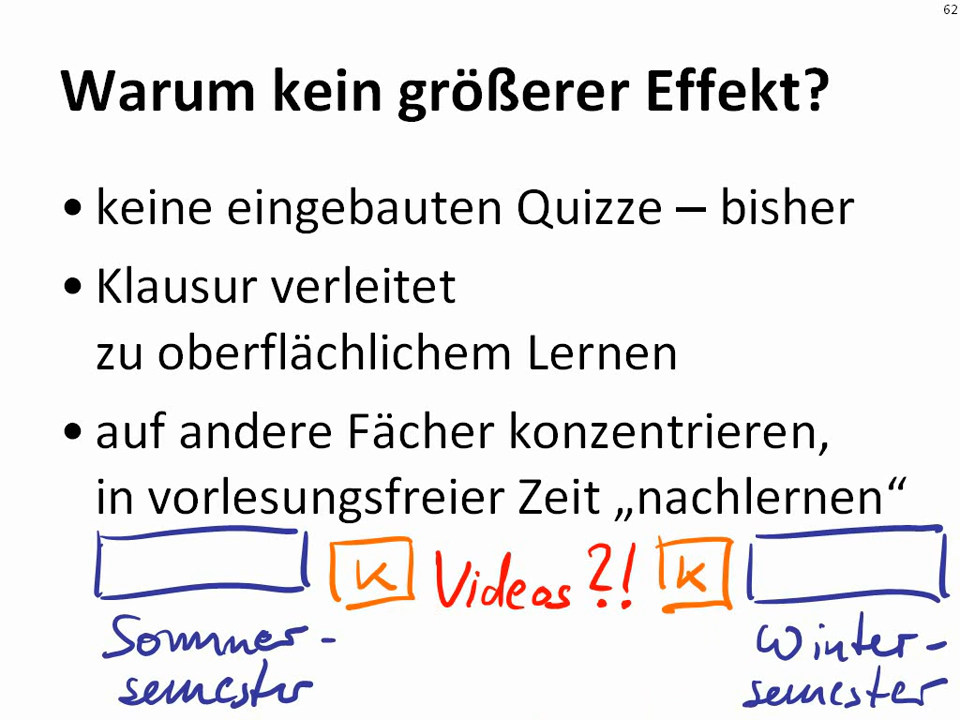 62
Warum kein größerer Effekt?
• keine eingebauten Quizze – bisher
• Klausur verleitet
zu oberflächlichem Lernen
• auf andere Fächer konzentrieren,
in vorlesungsfreier Zeit „nachlernen“
K Videos?! K
Sommer-
semester
Winter-
semester